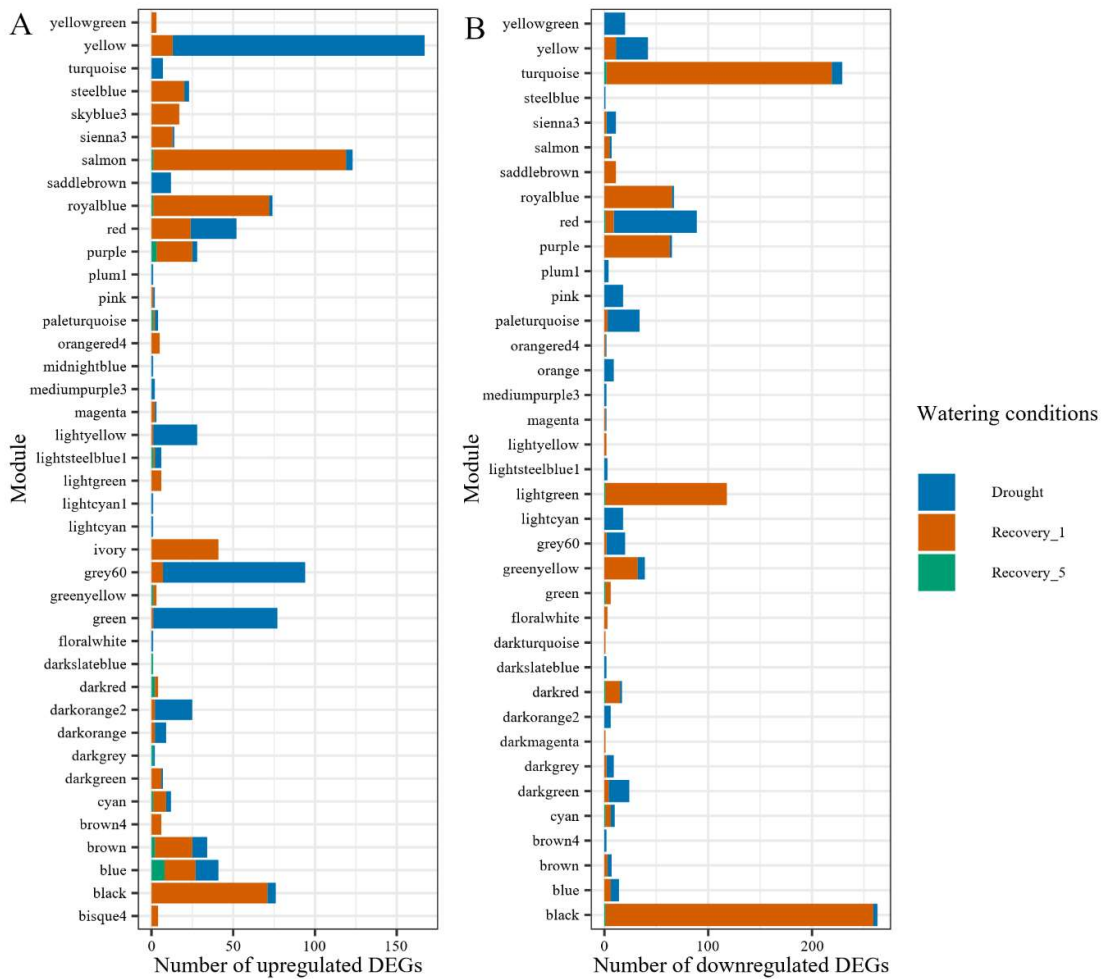 A
yellowgreen
yellow
turquoise
steelblue
skyblue3
sienna3
salmon
saddlebrown
royalblue
red
purple
plum1
pink
paleturquoise
orangered4
midnightblue
mediumpurple3
magenta
lightyellow
lightsteelblue1
lightgreen
lightcyan1
lightcyan
ivory
grey60
greenyellow
green
floralwhite
darkslateblue
darkred
darkorange2
darkorange
darkgrey
darkgreen
cyan
brown4
brown
blue
black
bisque4
Module
0 50 100 150
Number of upregulated DEGs
B
yellowgreen
yellow
turquoise
steelblue
sienna3
salmon
saddlebrown
royalblue
red
purple
plum1
pink
paleturquoise
orangered4
orange
mediumpurple3
magenta
lightyellow
lightsteelblue1
lightgreen
lightcyan
grey60
greenyellow
green
floralwhite
darkturquoise
darkslateblue
darkred
darkorange2
darkmagenta
darkgrey
darkgreen
cyan
brown4
brown
blue
black
Module
0 100 200
Number of downregulated DEGs
Watering conditions
Drought
Recovery_1
Recovery_5